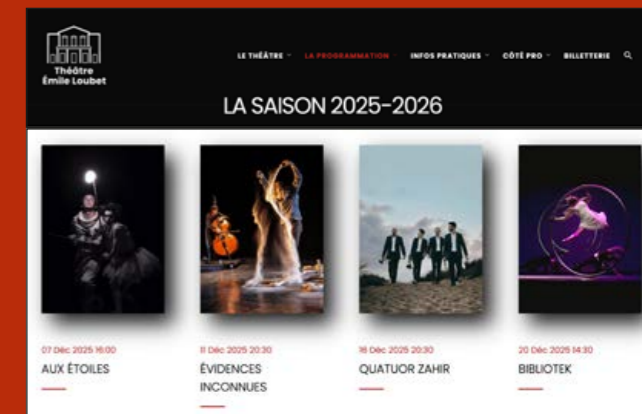 Théâtre
Émile Loubet
LE THÉÂTRE
LA PROGRAMMATION
INFOS PRATIQUES
CÔTÉ PRO
BILLETTERIE
LA SAISON 2025-2026
07 Déc 2025 16:00
AUX ÉTOILES
11 Déc 2025 20:30
ÉVIDENCES
INCONNUES
16 Déc 2025 20:30
QUATUOR ZAHIR
20 Déc 2025 14:30
BIBLIOTEK